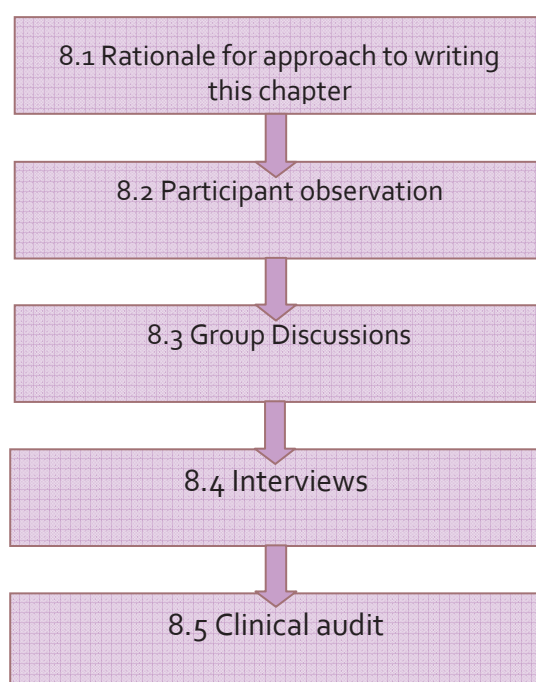 8.1 Rationale for approach to writing
this chapter
8.2 Participant observation
8.3 Group Discussions
8.4 Interviews
8.5 Clinical audit